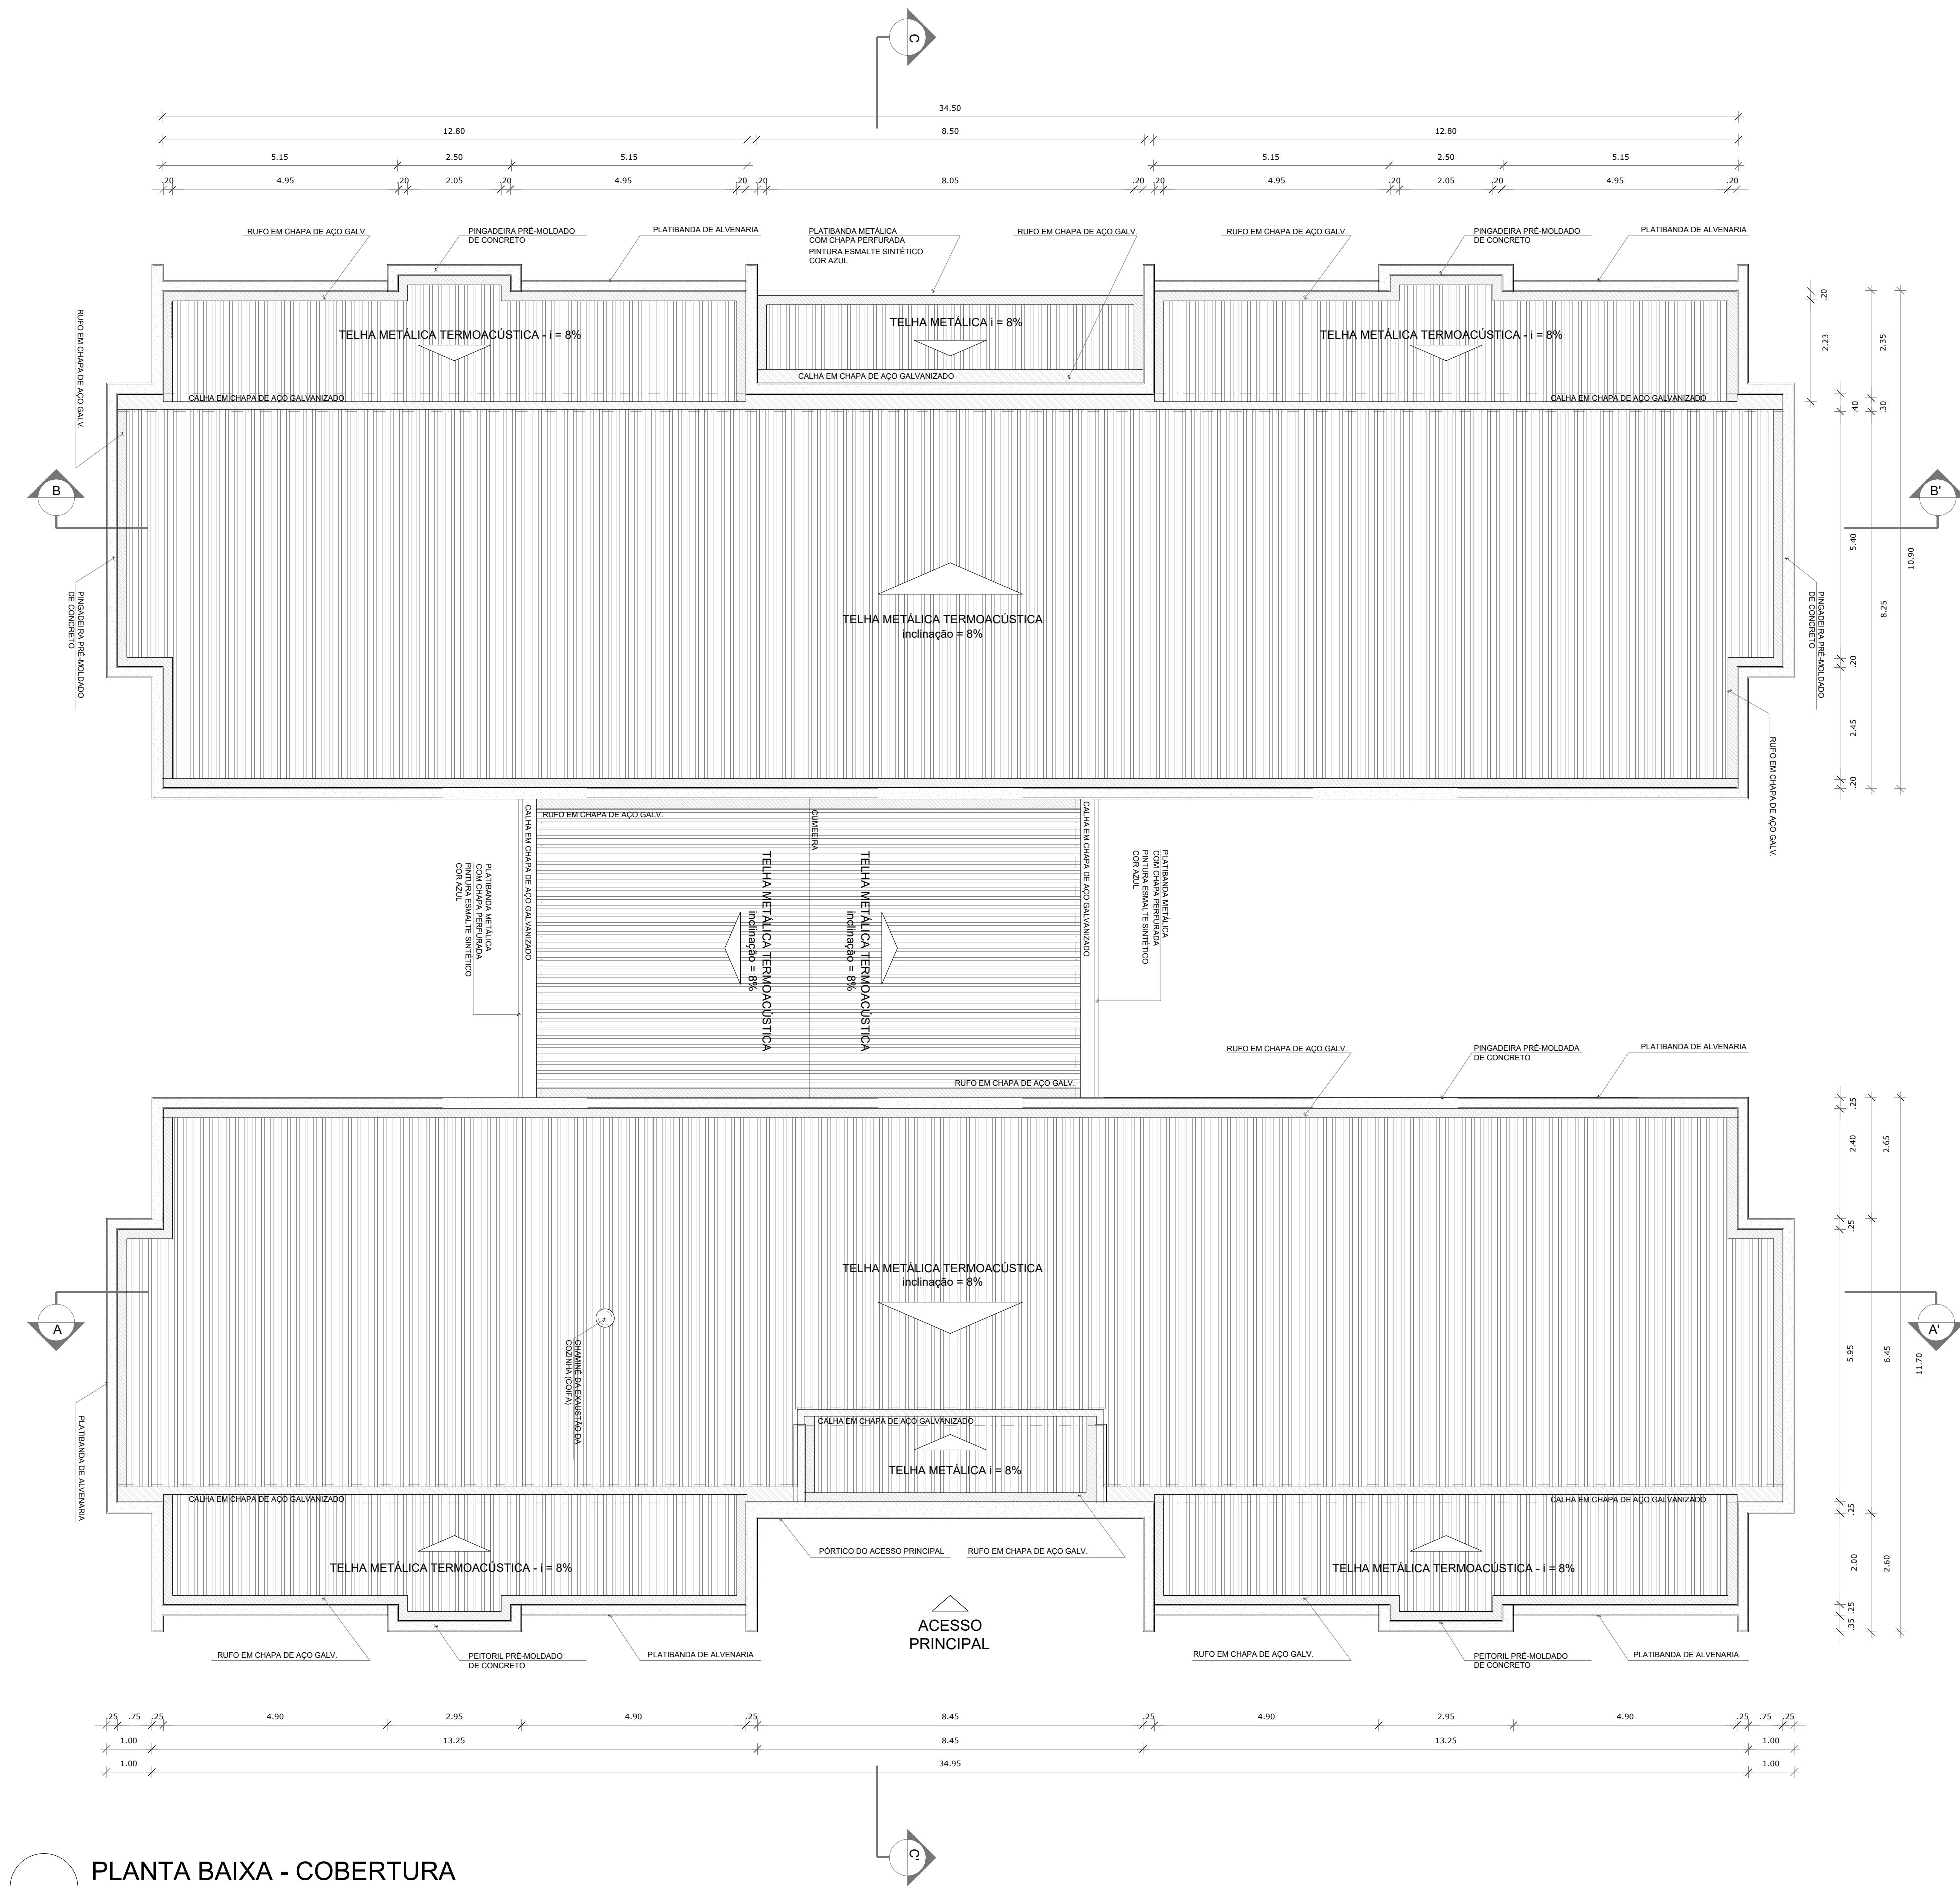 C
34.50
12.80 8.50 12.80
5.15 2.50 5.15 5.15 2.50 5.15
.20 4.95 .20 2.05 .20 4.95 .20 .20 8.05 .20 .20 4.95 .20 2.05 .20 4.95 .20
RUFO EM CHAPA DE AÇO GALV.
PINGADEIRA PRÉ-MOLDADO
DE CONCRETO
PLATIBANDA DE ALVENARIA
PLATIBANDA METÁLICA
COM CHAPA PERFURADA
PINTURA ESMALTE SINTÉTICO
COR AZUL
RUFO EM CHAPA DE AÇO GALV.
RUFO EM CHAPA DE AÇO GALV.
PINGADEIRA PRÉ-MOLDADO
DE CONCRETO
PLATIBANDA DE ALVENARIA
RUFO EM CHAPA DE AÇO GALV.
TELHA METÁLICA TERMOACÚSTICA - i = 8%
TELHA METÁLICA i = 8%
TELHA METÁLICA TERMOACÚSTICA - i = 8%
CALHA EM CHAPA DE AÇO GALVANIZADO
CALHA EM CHAPA DE AÇO GALVANIZADO
CALHA EM CHAPA DE AÇO GALVANIZADO
.20
2.23
2.35
.40
.30
5.40
10.90
8.25
.20
2.45
.20
B
B'
PINGADEIRA PRÉ-MOLDADO
DE CONCRETO
TELHA METÁLICA TERMOACÚSTICA
inclinação = 8%
PINGADEIRA PRÉ-MOLDADO
DE CONCRETO
RUFO EM CHAPA DE AÇO GALV.
RUFO EM CHAPA DE AÇO GALV.
CALHA EM CHAPA DE AÇO GALVANIZADO
CUMEEIRA
CALHA EM CHAPA DE AÇO GALVANIZADO
PLATIBANDA METÁLICA
COM CHAPA PERFURADA
PINTURA ESMALTE SINTÉTICO
COR AZUL
TELHA METÁLICA TERMOACÚSTICA
inclinação = 8%
TELHA METÁLICA TERMOACÚSTICA
inclinação = 8%
PLATIBANDA METÁLICA
COM CHAPA PERFURADA
PINTURA ESMALTE SINTÉTICO
COR AZUL
RUFO EM CHAPA DE AÇO GALV.
RUFO EM CHAPA DE AÇO GALV.
PINGADEIRA PRÉ-MOLDADA
DE CONCRETO
PLATIBANDA DE ALVENARIA
.25
2.40
2.65
.25
5.95
6.45
11.70
.25
2.00
2.60
.25
.35
TELHA METÁLICA TERMOACÚSTICA
inclinação = 8%
A
A'
CHAMINÉ DA EXAUSTÃO DA
COZINHA (COIFA)
PLATIBANDA DE ALVENARIA
CALHA EM CHAPA DE AÇO GALVANIZADO
TELHA METÁLICA i = 8%
CALHA EM CHAPA DE AÇO GALVANIZADO
CALHA EM CHAPA DE AÇO GALVANIZADO
PÓRTICO DO ACESSO PRINCIPAL
RUFO EM CHAPA DE AÇO GALV.
TELHA METÁLICA TERMOACÚSTICA - i = 8%
TELHA METÁLICA TERMOACÚSTICA - i = 8%
ACESSO
PRINCIPAL
RUFO EM CHAPA DE AÇO GALV.
PEITORIL PRÉ-MOLDADO
DE CONCRETO
PLATIBANDA DE ALVENARIA
RUFO EM CHAPA DE AÇO GALV.
PEITORIL PRÉ-MOLDADO
DE CONCRETO
PLATIBANDA DE ALVENARIA
.25 .75 .25 4.90 2.95 4.90 .25 8.45 .25 4.90 2.95 4.90 .25 .75 .25
1.00 13.25 8.45 13.25 1.00
1.00 34.95 1.00
C'
PLANTA BAIXA - COBERTURA